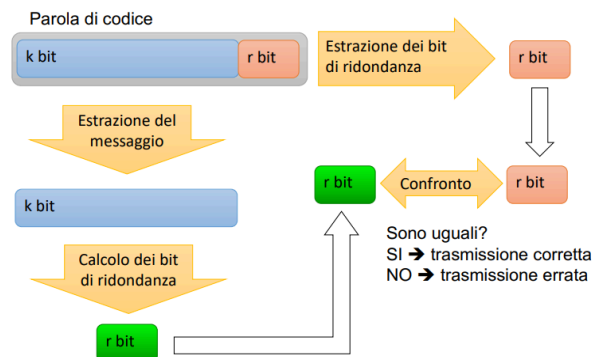 Parola di codice
k bit
r bit
Estrazione dei bit
di ridondanza
r bit
Estrazione del
messaggio
k bit
r bit
Confronto
r bit
Sono uguali?
SI ➔ trasmissione corretta
NO ➔ trasmissione errata
Calcolo dei bit
di ridondanza
r bit